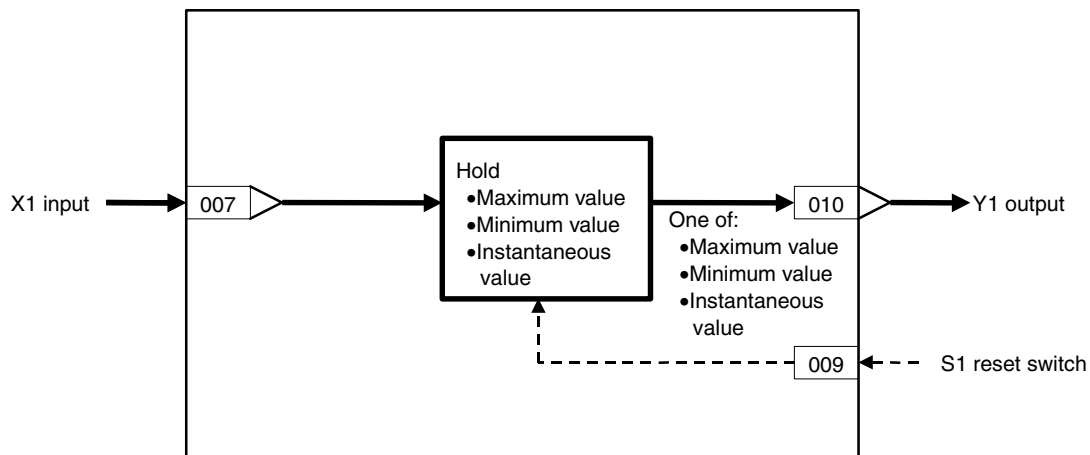 X1 input
007
Hold
•Maximum value
•Minimum value
•Instantaneous
value
One of:
•Maximum value
•Minimum value
•Instantaneous
value
010
Y1 output
009
S1 reset switch